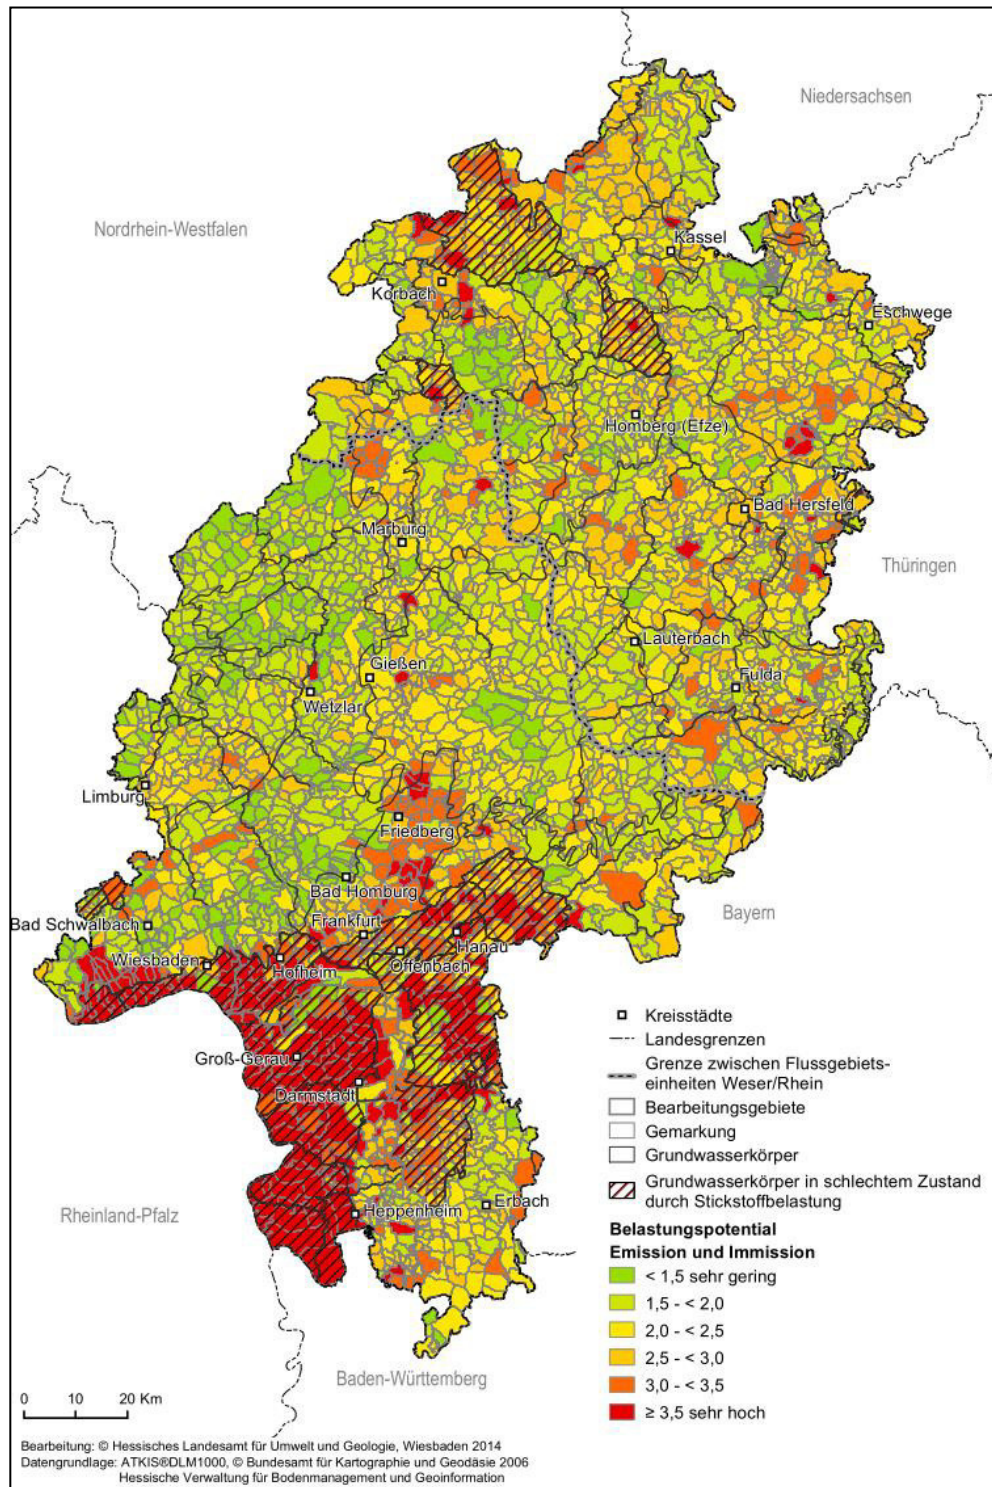 Niedersachsen
Nordrhein-Westfalen
Kassel
Korbach
Eschwege
Homberg (Efze)
Bad Hersfeld
Marburg
Thüringen
Lauterbach
Gießen
Fulda
Wetzlar
Limburg
Friedberg
Bad Homburg
Bayern
Bad Schwalbach
Frankfurt
Hanau
Wiesbaden
Hofheim
Offenbach
Groß-Gerau
Darmstadt
Rheinland-Pfalz
Heppenheim
Erbach
Baden-Württemberg
Kreisstädte
Landesgrenzen
Grenze zwischen Flussgebiets-
einheiten Weser/Rhein
Bearbeitungsgebiete
Gemarkung
Grundwasserkörper
Grundwasserkörper in schlechtem Zustand
durch Stickstoffbelastung
Belastungspotential
Emission und Immission
< 1,5 sehr gering
1,5 - < 2,0
2,0 - < 2,5
2,5 - < 3,0
3,0 - < 3,5
≥ 3,5 sehr hoch
0 10 20 Km
Bearbeitung: © Hessisches Landesamt für Umwelt und Geologie, Wiesbaden 2014
Datengrundlage: ATKIS®DLM1000, © Bundesamt für Kartographie und Geodäsie 2006
Hessische Verwaltung für Bodenmanagement und Geoinformation